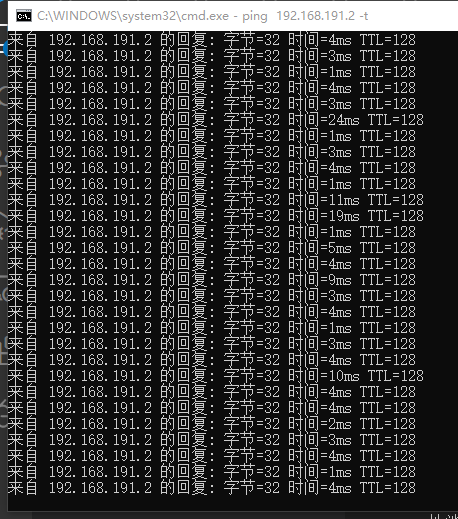 C:\WINDOWS\system32\cmd.exe - ping  192.168.191.2 -t
来自 192.168.191.2 的回复: 字节=32 时间=4ms TTL=128
来自 192.168.191.2 的回复: 字节=32 时间=3ms TTL=128
来自 192.168.191.2 的回复: 字节=32 时间=1ms TTL=128
来自 192.168.191.2 的回复: 字节=32 时间=4ms TTL=128
来自 192.168.191.2 的回复: 字节=32 时间=3ms TTL=128
来自 192.168.191.2 的回复: 字节=32 时间=24ms TTL=128
来自 192.168.191.2 的回复: 字节=32 时间=1ms TTL=128
来自 192.168.191.2 的回复: 字节=32 时间=3ms TTL=128
来自 192.168.191.2 的回复: 字节=32 时间=4ms TTL=128
来自 192.168.191.2 的回复: 字节=32 时间=1ms TTL=128
来自 192.168.191.2 的回复: 字节=32 时间=11ms TTL=128
来自 192.168.191.2 的回复: 字节=32 时间=19ms TTL=128
来自 192.168.191.2 的回复: 字节=32 时间=1ms TTL=128
来自 192.168.191.2 的回复: 字节=32 时间=5ms TTL=128
来自 192.168.191.2 的回复: 字节=32 时间=4ms TTL=128
来自 192.168.191.2 的回复: 字节=32 时间=9ms TTL=128
来自 192.168.191.2 的回复: 字节=32 时间=3ms TTL=128
来自 192.168.191.2 的回复: 字节=32 时间=4ms TTL=128
来自 192.168.191.2 的回复: 字节=32 时间=1ms TTL=128
来自 192.168.191.2 的回复: 字节=32 时间=3ms TTL=128
来自 192.168.191.2 的回复: 字节=32 时间=4ms TTL=128
来自 192.168.191.2 的回复: 字节=32 时间=10ms TTL=128
来自 192.168.191.2 的回复: 字节=32 时间=4ms TTL=128
来自 192.168.191.2 的回复: 字节=32 时间=4ms TTL=128
来自 192.168.191.2 的回复: 字节=32 时间=2ms TTL=128
来自 192.168.191.2 的回复: 字节=32 时间=3ms TTL=128
来自 192.168.191.2 的回复: 字节=32 时间=4ms TTL=128
来自 192.168.191.2 的回复: 字节=32 时间=1ms TTL=128
来自 192.168.191.2 的回复: 字节=32 时间=4ms TTL=128